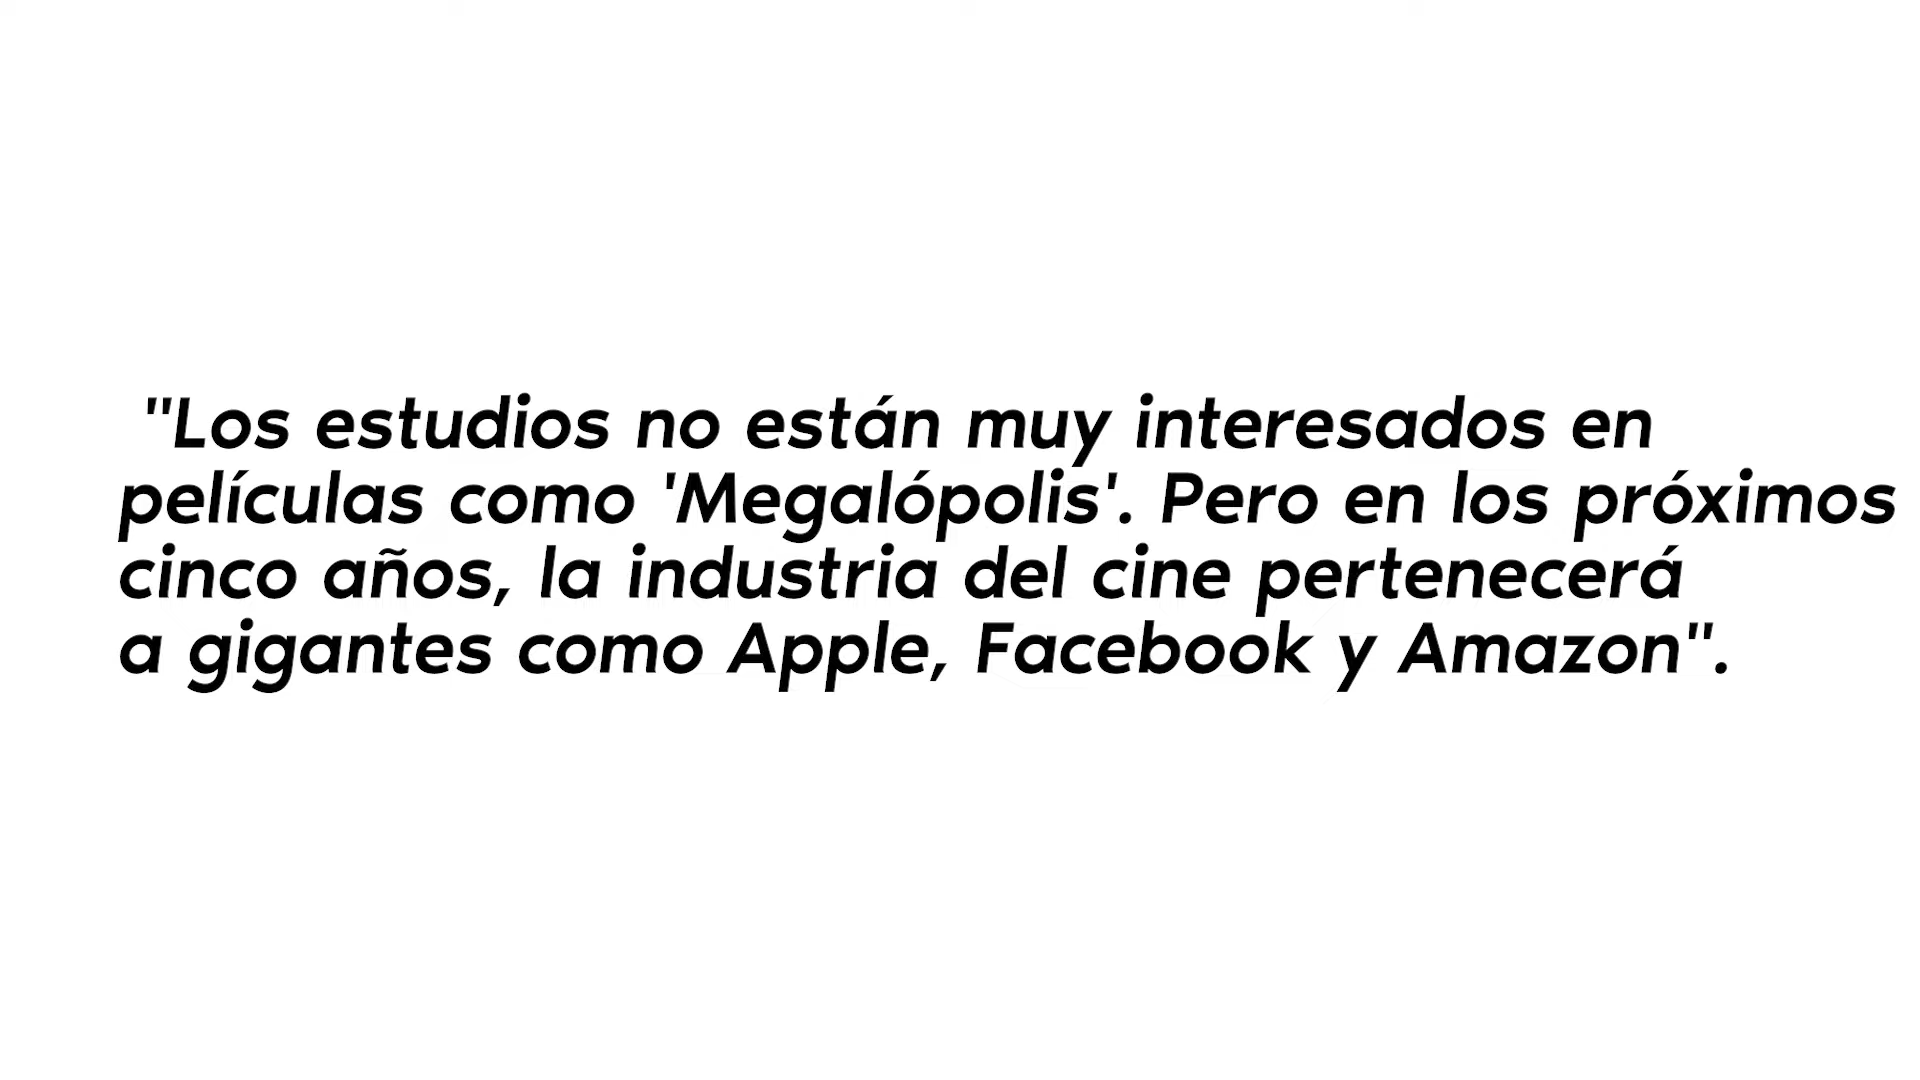 "Los estudios no están muy interesados en
películas como 'Megalópolis'. Pero en los próximos
cinco años, la industria del cine pertenecerá
a gigantes como Apple, Facebook y Amazon".